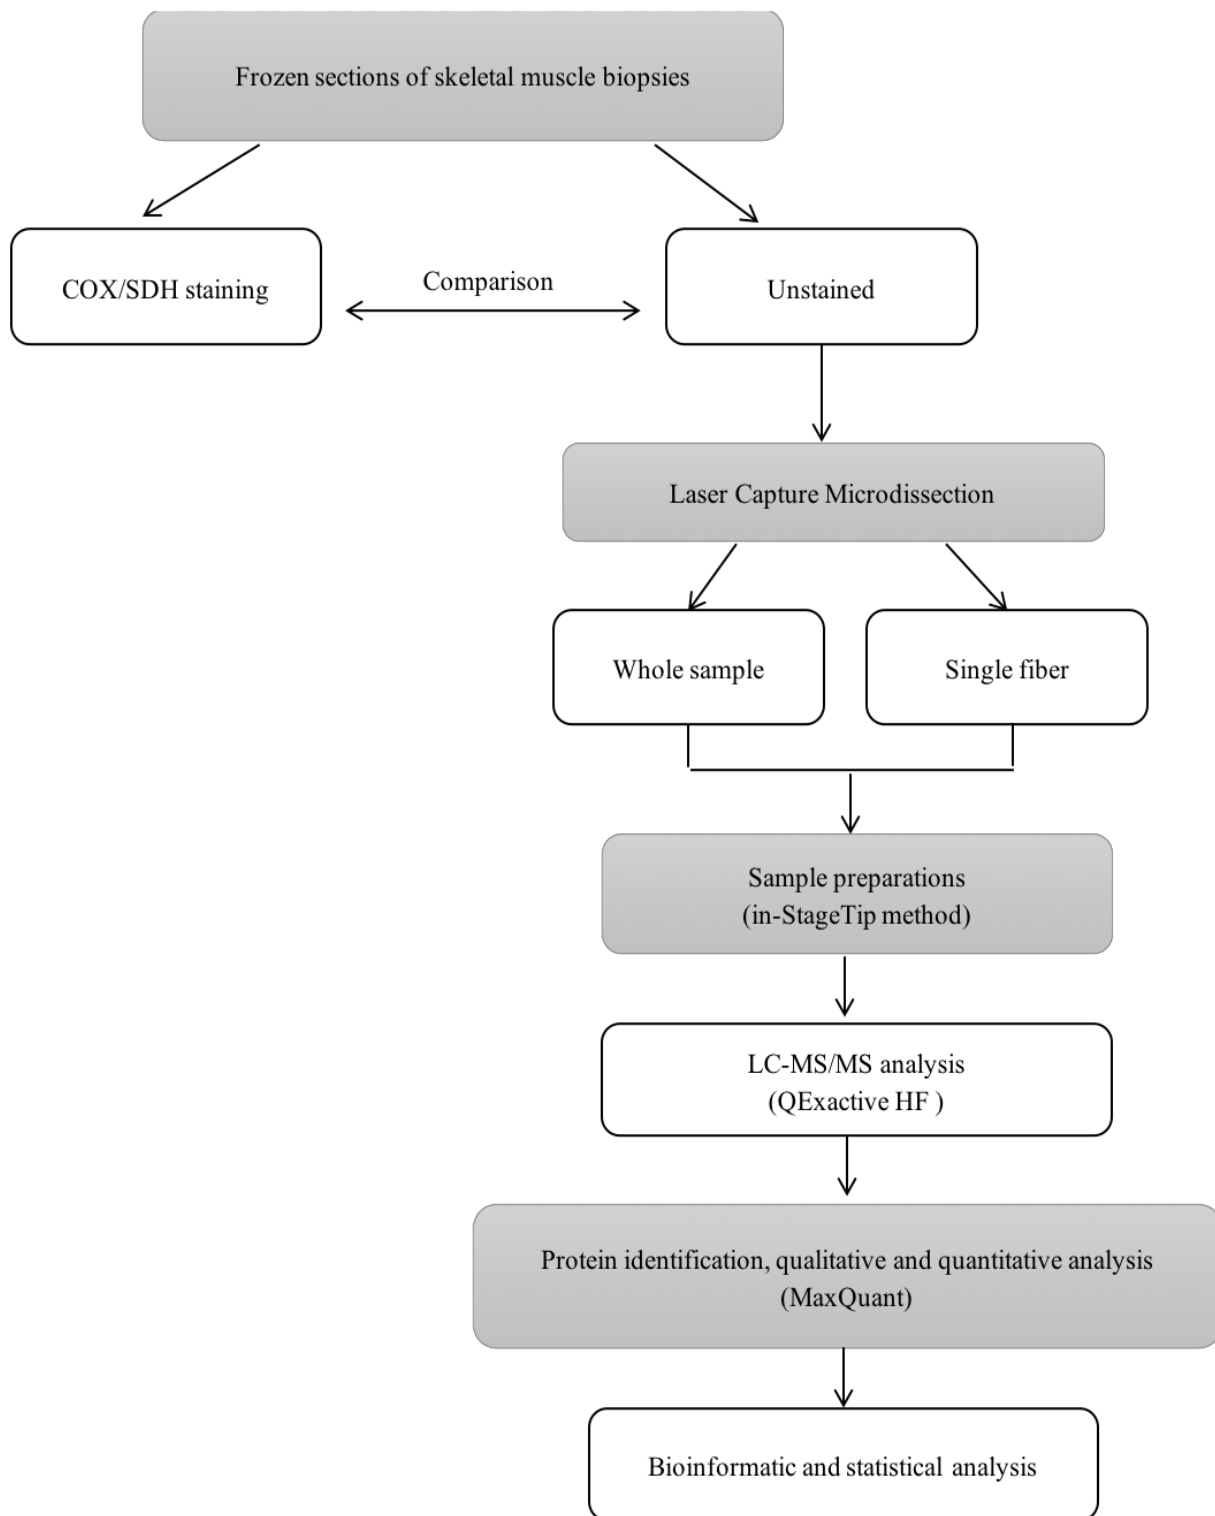 Frozen sections of skeletal muscle biopsies
COX/SDH staining
Comparison
Unstained
Laser Capture Microdissection
Whole sample
Single fiber
Sample preparations
(in-StageTip method)
LC-MS/MS analysis
(QExactive HF )
Protein identification, qualitative and quantitative analysis
(MaxQuant)
Bioinformatic and statistical analysis